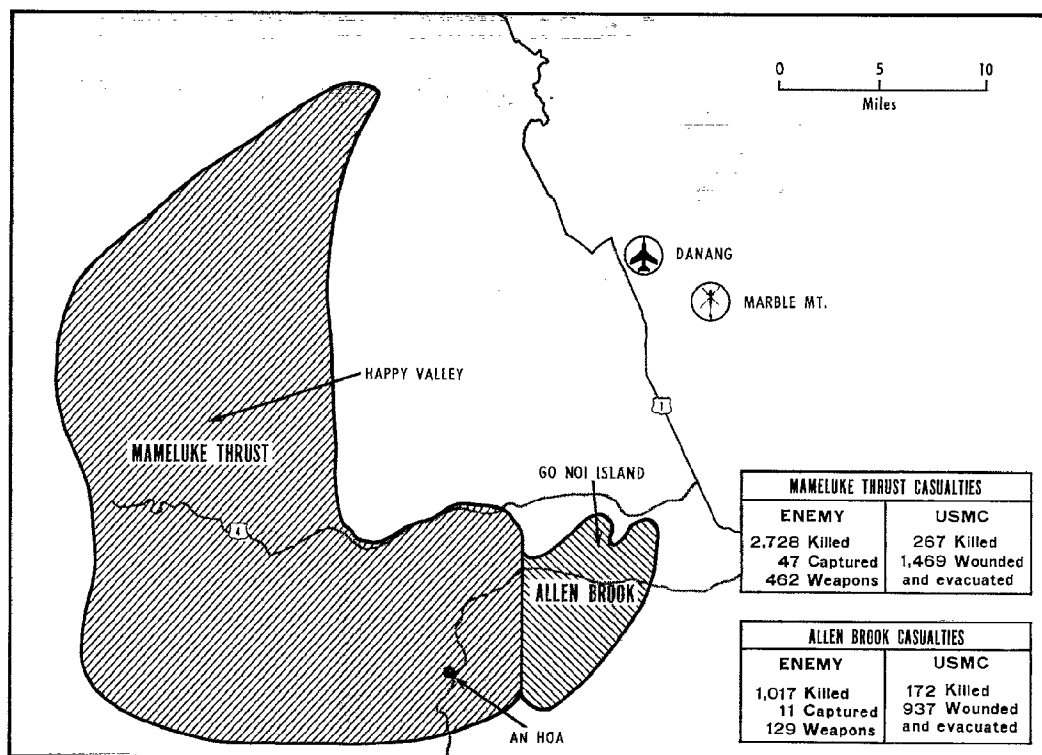 0 5 10
Miles
DANANG
MARBLE MT.
HAPPY VALLEY
1
MAMELUKE THRUST
GO NOI ISLAND
4
ALLEN BROOK
AN HOA
MAMELUKE THRUST CASUALTIES
ENEMY USMC
2,728 Killed 267 Killed
47 Captured 1,469 Wounded
462 Weapons and evacuated
ALLEN BROOK CASUALTIES
ENEMY USMC
1,017 Killed 172 Killed
11 Captured 937 Wounded
129 Weapons and evacuated